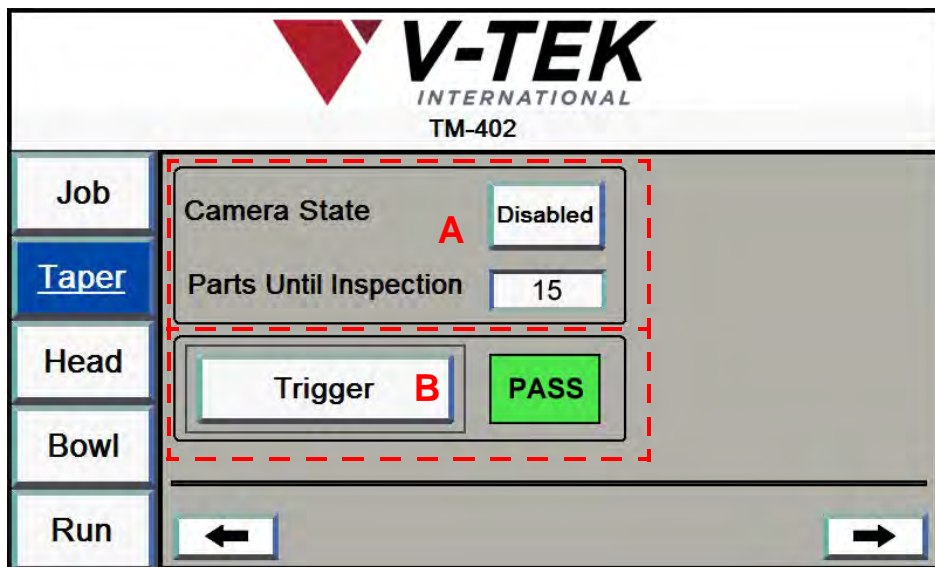 V-TEK
INTERNATIONAL
TM-402
Job
Taper
Head
Bowl
Run
Camera State A Disabled
Parts Until Inspection 15
Trigger B PASS